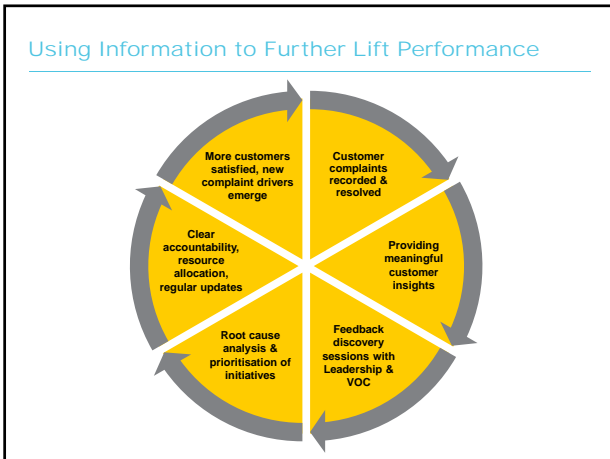 Using Information to Further Lift Performance
More customers
satisfied, new
complaint drivers
emerge
Customer
complaints
recorded &
resolved
Providing
meaningful
customer
insights
Feedback
discovery
sessions with
Leadership &
VOC
Root cause
analysis &
prioritisation of
initiatives
Clear
accountability,
resource
allocation,
regular updates